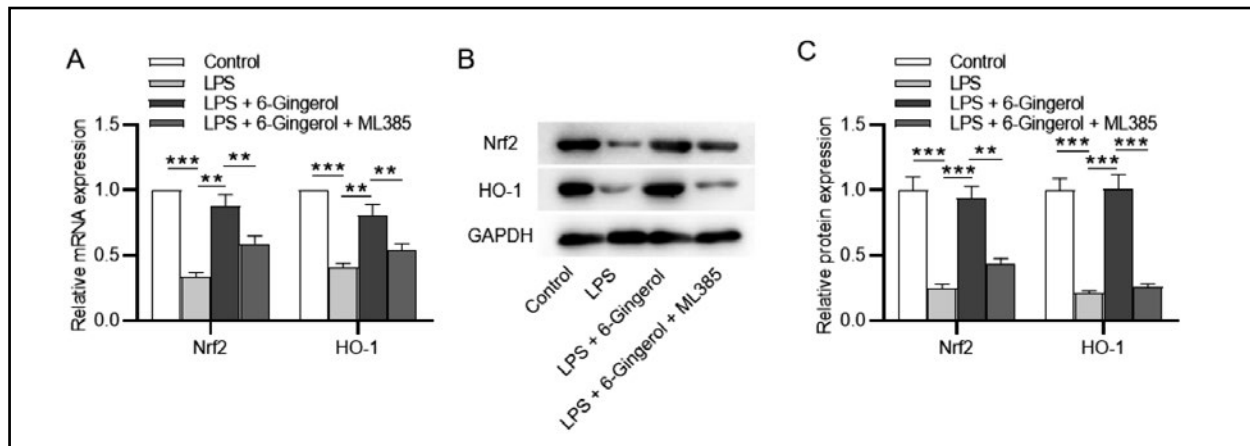 A
Control
LPS
LPS + 6-Gingerol
LPS + 6-Gingerol + ML385
Relative mRNA expression
1.5
1.0
0.5
0.0
*** ** **
*** ** **
Nrf2 HO-1
B
Nrf2
HO-1
GAPDH
Control
LPS
LPS + 6-Gingerol
LPS + 6-Gingerol + ML385
C
Control
LPS
LPS + 6-Gingerol
LPS + 6-Gingerol + ML385
Relative protein expression
1.5
1.0
0.5
0.0
*** *** **
*** *** ***
Nrf2 HO-1